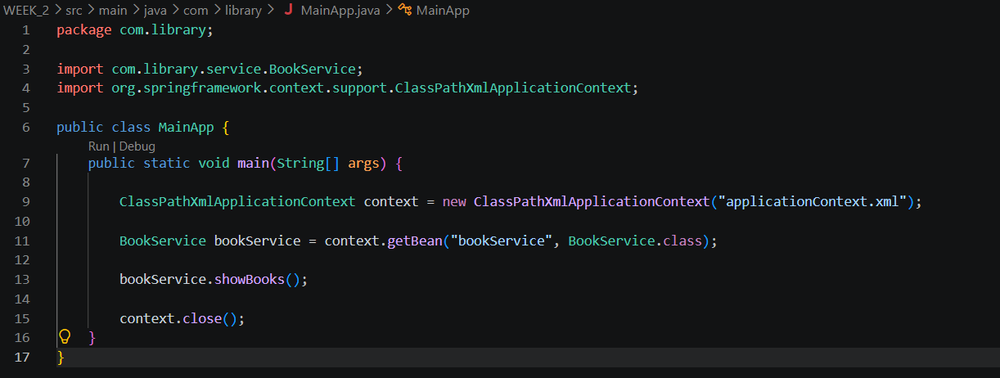 WEEK_2 > src > main > java > com > library > J MainApp.java > MainApp
1 package com.library;
2
3 import com.library.service.BookService;
4 import org.springframework.context.support.ClassPathXmlApplicationContext;
5
6 public class MainApp {
Run | Debug
7 public static void main(String[] args) {
8
9 ClassPathXmlApplicationContext context = new ClassPathXmlApplicationContext("applicationContext.xml");
10
11 BookService bookService = context.getBean("bookService", BookService.class);
12
13 bookService.showBooks();
14
15 context.close();
16 }
17 }